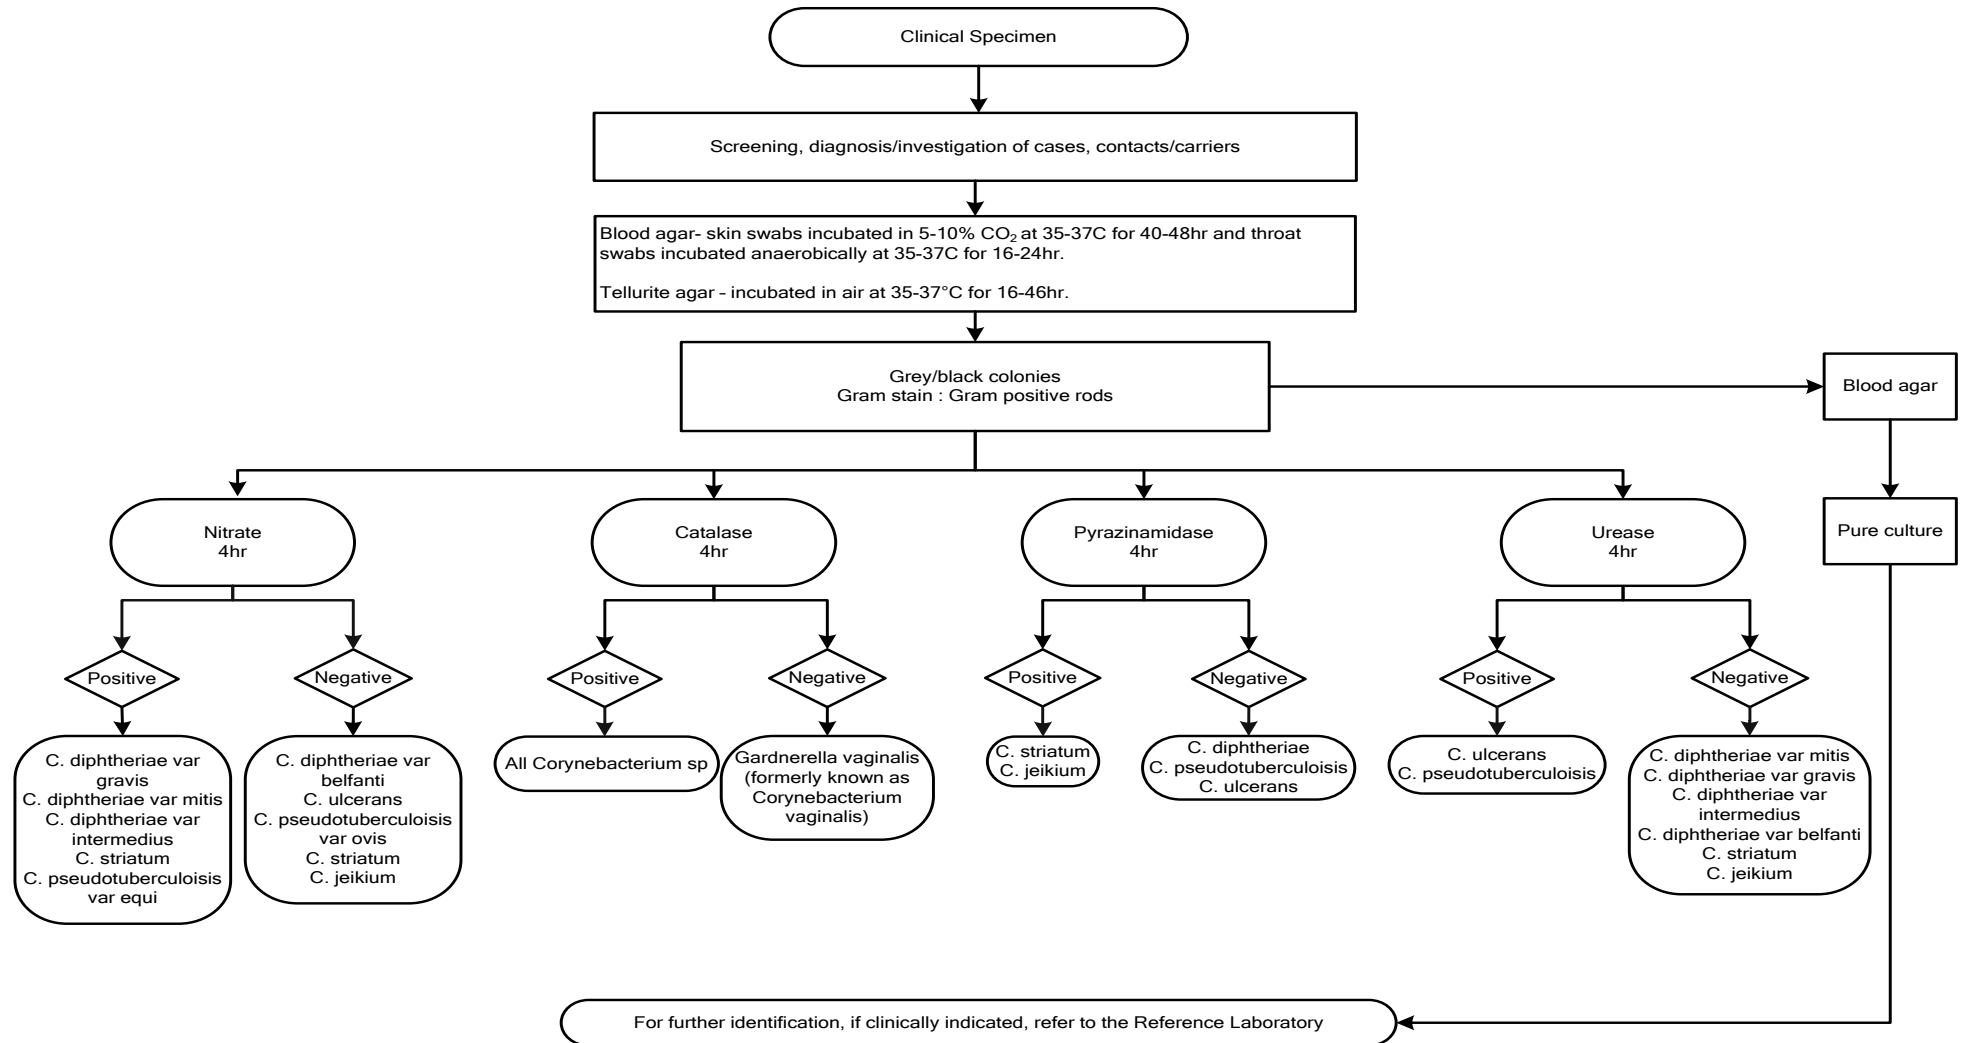 Clinical Specimen
Screening, diagnosis/investigation of cases, contacts/carriers
Blood agar- skin swabs incubated in 5-10% CO₂ at 35-37C for 40-48hr and throat
swabs incubated anaerobically at 35-37C for 16-24hr.
Tellurite agar - incubated in air at 35-37°C for 16-46hr.
Grey/black colonies
Gram stain : Gram positive rods
Blood agar
Pure culture
Nitrate
4hr
Positive
C. diphtheriae var
gravis
C. diphtheriae var mitis
C. diphtheriae var
intermedius
C. striatum
C. pseudotuberculoisis
var equi
Negative
C. diphtheriae var
belfanti
C. ulcerans
C. pseudotuberculoisis
var ovis
C. striatum
C. jeikium
Catalase
4hr
Positive
All Corynebacterium sp
Negative
Gardnerella vaginalis
(formerly known as
Corynebacterium
vaginalis)
Pyrazinamidase
4hr
Positive
C. striatum
C. jeikium
Negative
C. diphtheriae
C. pseudotuberculoisis
C. ulcerans
Urease
4hr
Positive
C. ulcerans
C. pseudotuberculoisis
Negative
C. diphtheriae var mitis
C. diphtheriae var gravis
C. diphtheriae var
intermedius
C. diphtheriae var belfanti
C. striatum
C. jeikium
For further identification, if clinically indicated, refer to the Reference Laboratory